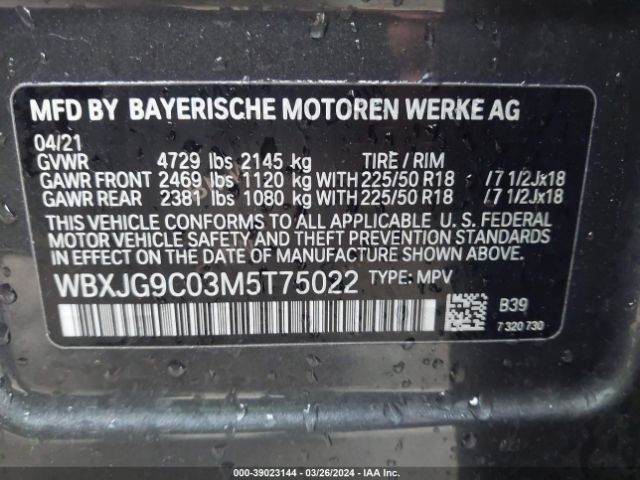 MFD BY BAYERISCHE MOTOREN WERKE AG
04/21
GVWR 4729 lbs 2145 kg TIRE / RIM
GAWR FRONT 2469 lbs 1120 kg WITH 225/50 R18 /7 1/2Jx18
GAWR REAR 2381 lbs 1080 kg WITH 225/50 R18 /7 1/2Jx18
THIS VEHICLE CONFORMS TO ALL APPLICABLE U. S. FEDERAL
MOTOR VEHICLE SAFETY AND THEFT PREVENTION STANDARDS
IN EFFECT ON THE DATE OF MANUFACTURE SHOWN ABOVE.
WBXJG9C03M5T75022 TYPE: MPV
B39
7 320 730
000-39023144 - 03/26/2024 - IAA Inc.